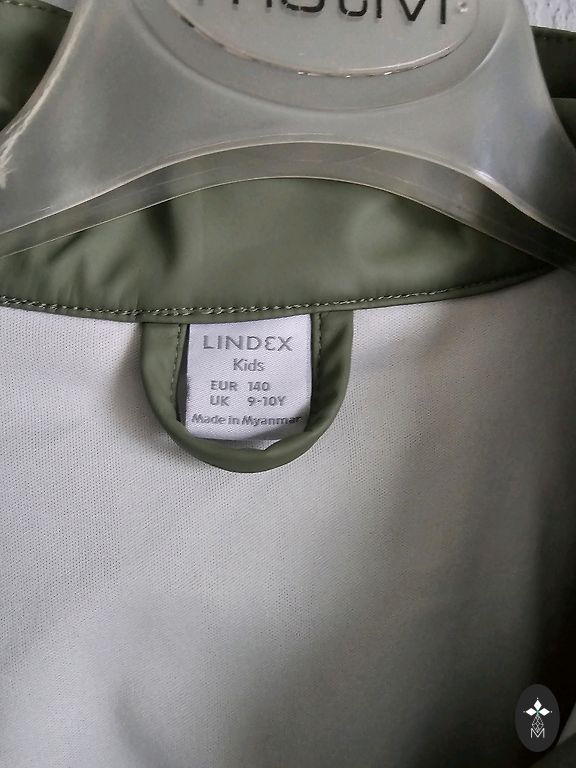 LINDEX
Kids
EUR 140
UK 9-10Y
Made in Myanmar
M